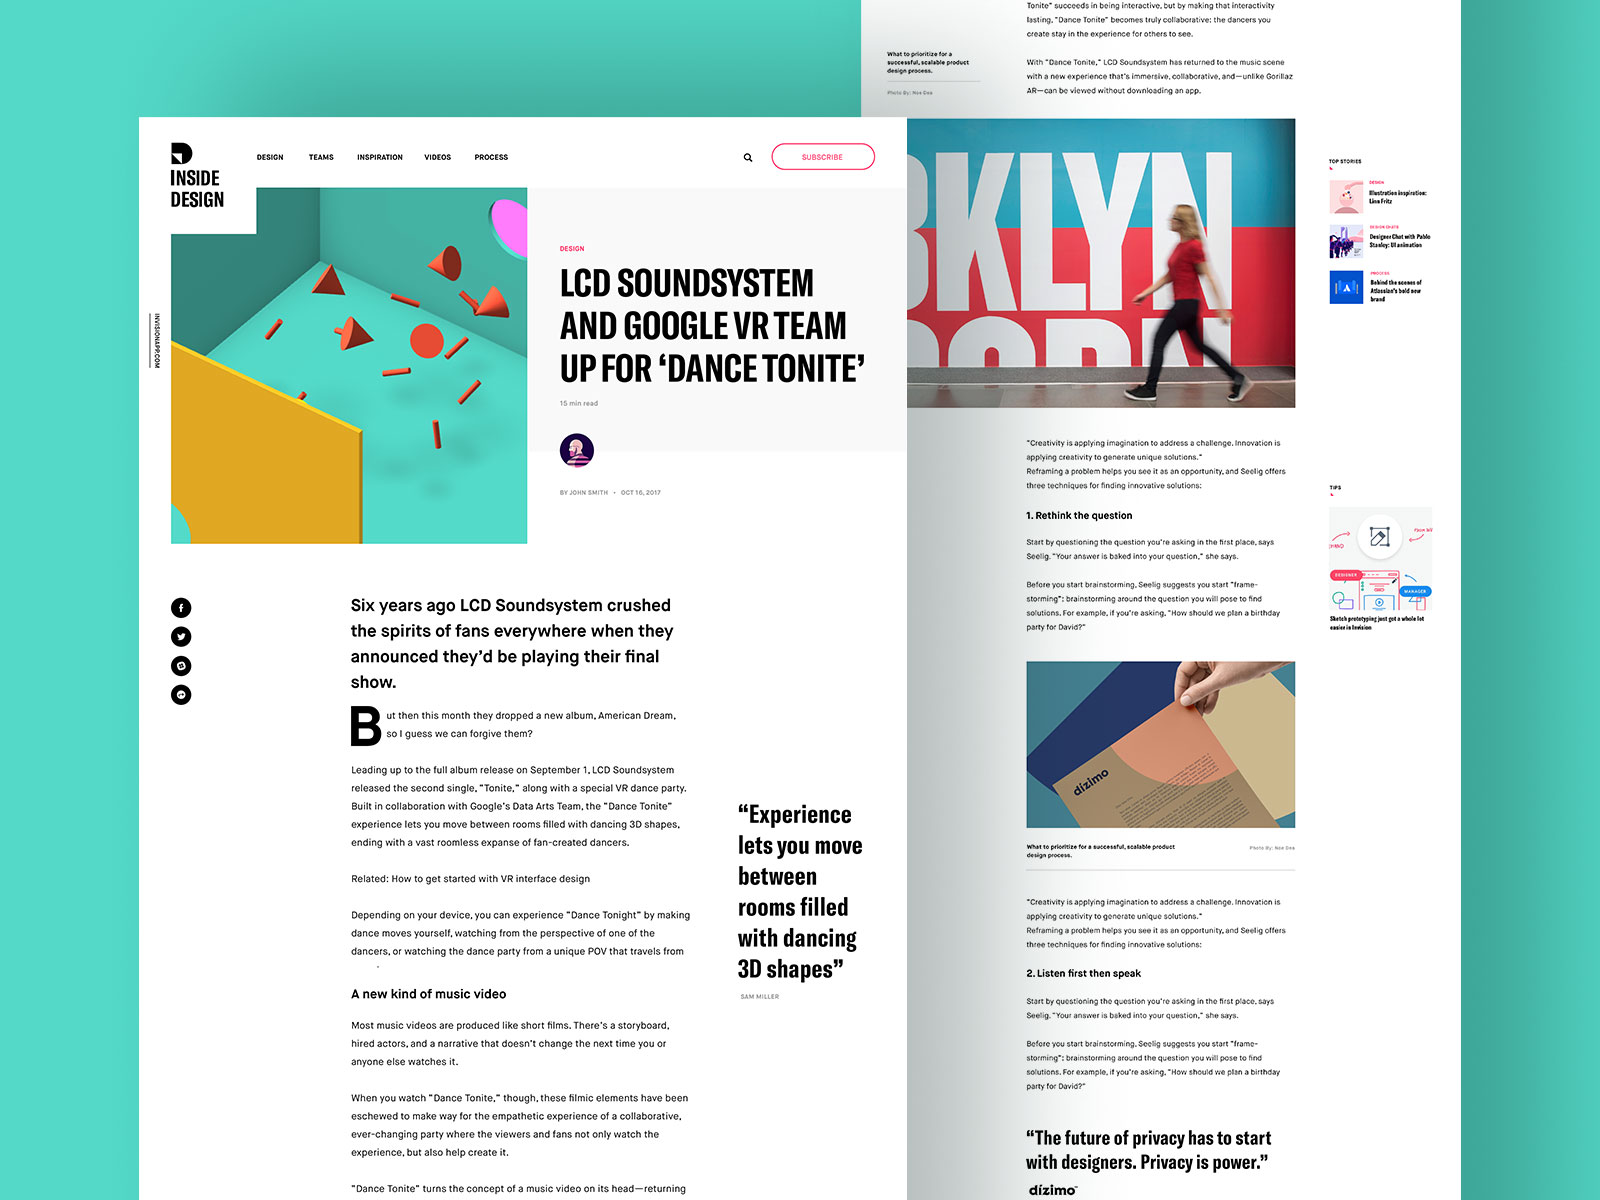 INSIDE
DESIGN
DESIGN
TEAMS
INSPIRATION
VIDEOS
PROCESS
SUBSCRIBE
INVISIONAPP.COM
DESIGN
LCD SOUNDSYSTEM
AND GOOGLE VR TEAM
UP FOR ‘DANCE TONITE’
15 min read
BY JOHN SMITH • OCT 16, 2017
Six years ago LCD Soundsystem crushed
the spirits of fans everywhere when they
announced they’d be playing their final
show.
But then this month they dropped a new album, American Dream,
so I guess we can forgive them?
Leading up to the full album release on September 1, LCD Soundsystem
released the second single, “Tonite,” along with a special VR dance party.
Built in collaboration with Google’s Data Arts Team, the “Dance Tonite”
experience lets you move between rooms filled with dancing 3D shapes,
ending with a vast roomless expanse of fan-created dancers.
Related: How to get started with VR interface design
Depending on your device, you can experience “Dance Tonight” by making
dance moves yourself, watching from the perspective of one of the
dancers, or watching the dance party from a unique POV that travels from
A new kind of music video
Most music videos are produced like short films. There’s a storyboard,
hired actors, and a narrative that doesn’t change the next time you or
anyone else watches it.
When you watch “Dance Tonite,” though, these filmic elements have been
eschewed to make way for the empathetic experience of a collaborative,
ever-changing party where the viewers and fans not only watch the
experience, but also help create it.
“Dance Tonite” turns the concept of a music video on its head—returning
“Experience
lets you move
between
rooms filled
with dancing
3D shapes”
SAM MILLER
Tonite” succeeds in being interactive, but by making that interactivity
lasting, “Dance Tonite” becomes truly collaborative: the dancers you
create stay in the experience for others to see.
What to prioritize for a
successful, scalable product
design process.
Photo By: Noe Dea
With “Dance Tonite,” LCD Soundsystem has returned to the music scene
with a new experience that’s immersive, collaborative, and—unlike Gorillaz
AR—can be viewed without downloading an app.
BKLYN
BORN
“Creativity is applying imagination to address a challenge. Innovation is
applying creativity to generate unique solutions.”
Reframing a problem helps you see it as an opportunity, and Seelig offers
three techniques for finding innovative solutions:
1. Rethink the question
Start by questioning the question you’re asking in the first place, says
Seelig. “Your answer is baked into your question,” she says.
Before you start brainstorming, Seelig suggests you start “frame-
storming”: brainstorming around the question you will pose to find
solutions. For example, if you’re asking, “How should we plan a birthday
party for David?”
dízimo
What to prioritize for a successful, scalable product
design process.
Photo By: Noe Dea
“Creativity is applying imagination to address a challenge. Innovation is
applying creativity to generate unique solutions.”
Reframing a problem helps you see it as an opportunity, and Seelig offers
three techniques for finding innovative solutions:
2. Listen first then speak
Start by questioning the question you’re asking in the first place, says
Seelig. “Your answer is baked into your question,” she says.
Before you start brainstorming, Seelig suggests you start “frame-
storming”: brainstorming around the question you will pose to find
solutions. For example, if you’re asking, “How should we plan a birthday
party for David?”
“The future of privacy has to start
with designers. Privacy is power.”
dízimo
TOP STORIES
DESIGN
Illustration inspiration:
Linn Fritz
DESIGN CHATS
Designer Chat with Pablo
Stanley: UI animation
PROCESS
Behind the scenes of
Atlassian’s bold new
brand
TIPS
DESIGNER
MANAGER
Sketch prototyping just got a whole lot
easier in Invision